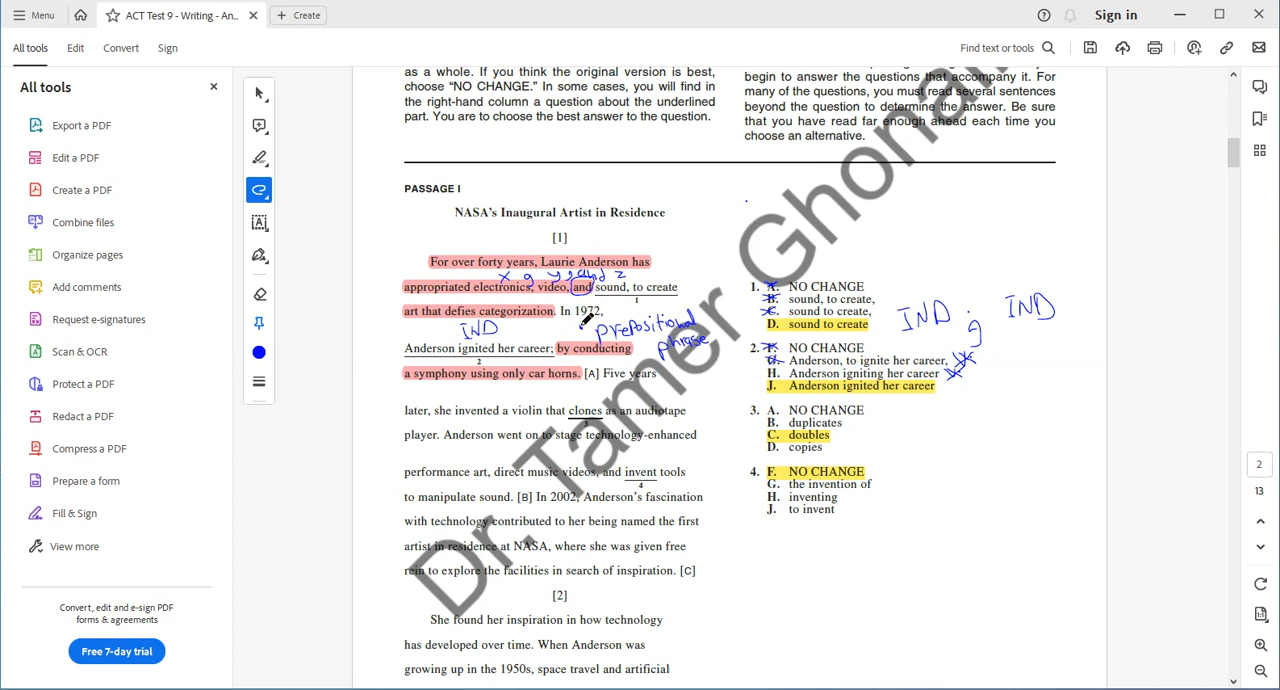 Menu
ACT Test 9 - Writing - An...
Create
Sign in
All tools
Edit
Convert
Sign
Find text or tools
All tools
Export a PDF
Edit a PDF
Create a PDF
Combine files
Organize pages
Add comments
Request e-signatures
Scan & OCR
Protect a PDF
Redact a PDF
Compress a PDF
Prepare a form
Fill & Sign
View more
Convert, edit and e-sign PDF
forms & agreements
Free 7-day trial
as a whole. If you think the original version is best,
choose “NO CHANGE.” In some cases, you will find in
the right-hand column a question about the underlined
part. You are to choose the best answer to the question.
begin to answer the questions that accompany it. For
many of the questions, you must read several sentences
beyond the question to determine the answer. Be sure
that you have read far enough ahead each time you
choose an alternative.
PASSAGE I
NASA’s Inaugural Artist in Residence
[1]
For over forty years, Laurie Anderson has
x , y , and z
appropriated electronics, video, and sound, to create
1
art that defies categorization. In 1972,
IND
prepositional
phrase
Anderson ignited her career; by conducting
2
a symphony using only car horns. [A] Five years
later, she invented a violin that clones as an audiotape
3
player. Anderson went on to stage technology-enhanced
performance art, direct music videos, and invent tools
4
to manipulate sound. [B] In 2002, Anderson’s fascination
with technology contributed to her being named the first
artist in residence at NASA, where she was given free
rein to explore the facilities in search of inspiration. [C]
[2]
She found her inspiration in how technology
has developed over time. When Anderson was
growing up in the 1950s, space travel and artificial
1. A. NO CHANGE
B. sound, to create,
C. sound to create,
D. sound to create
IND ; IND
2. F. NO CHANGE
G. Anderson, to ignite her career,
H. Anderson igniting her career
J. Anderson ignited her career
3. A. NO CHANGE
B. duplicates
C. doubles
D. copies
4. F. NO CHANGE
G. the invention of
H. inventing
J. to invent
Dr. Tamer Ghonam
2
13